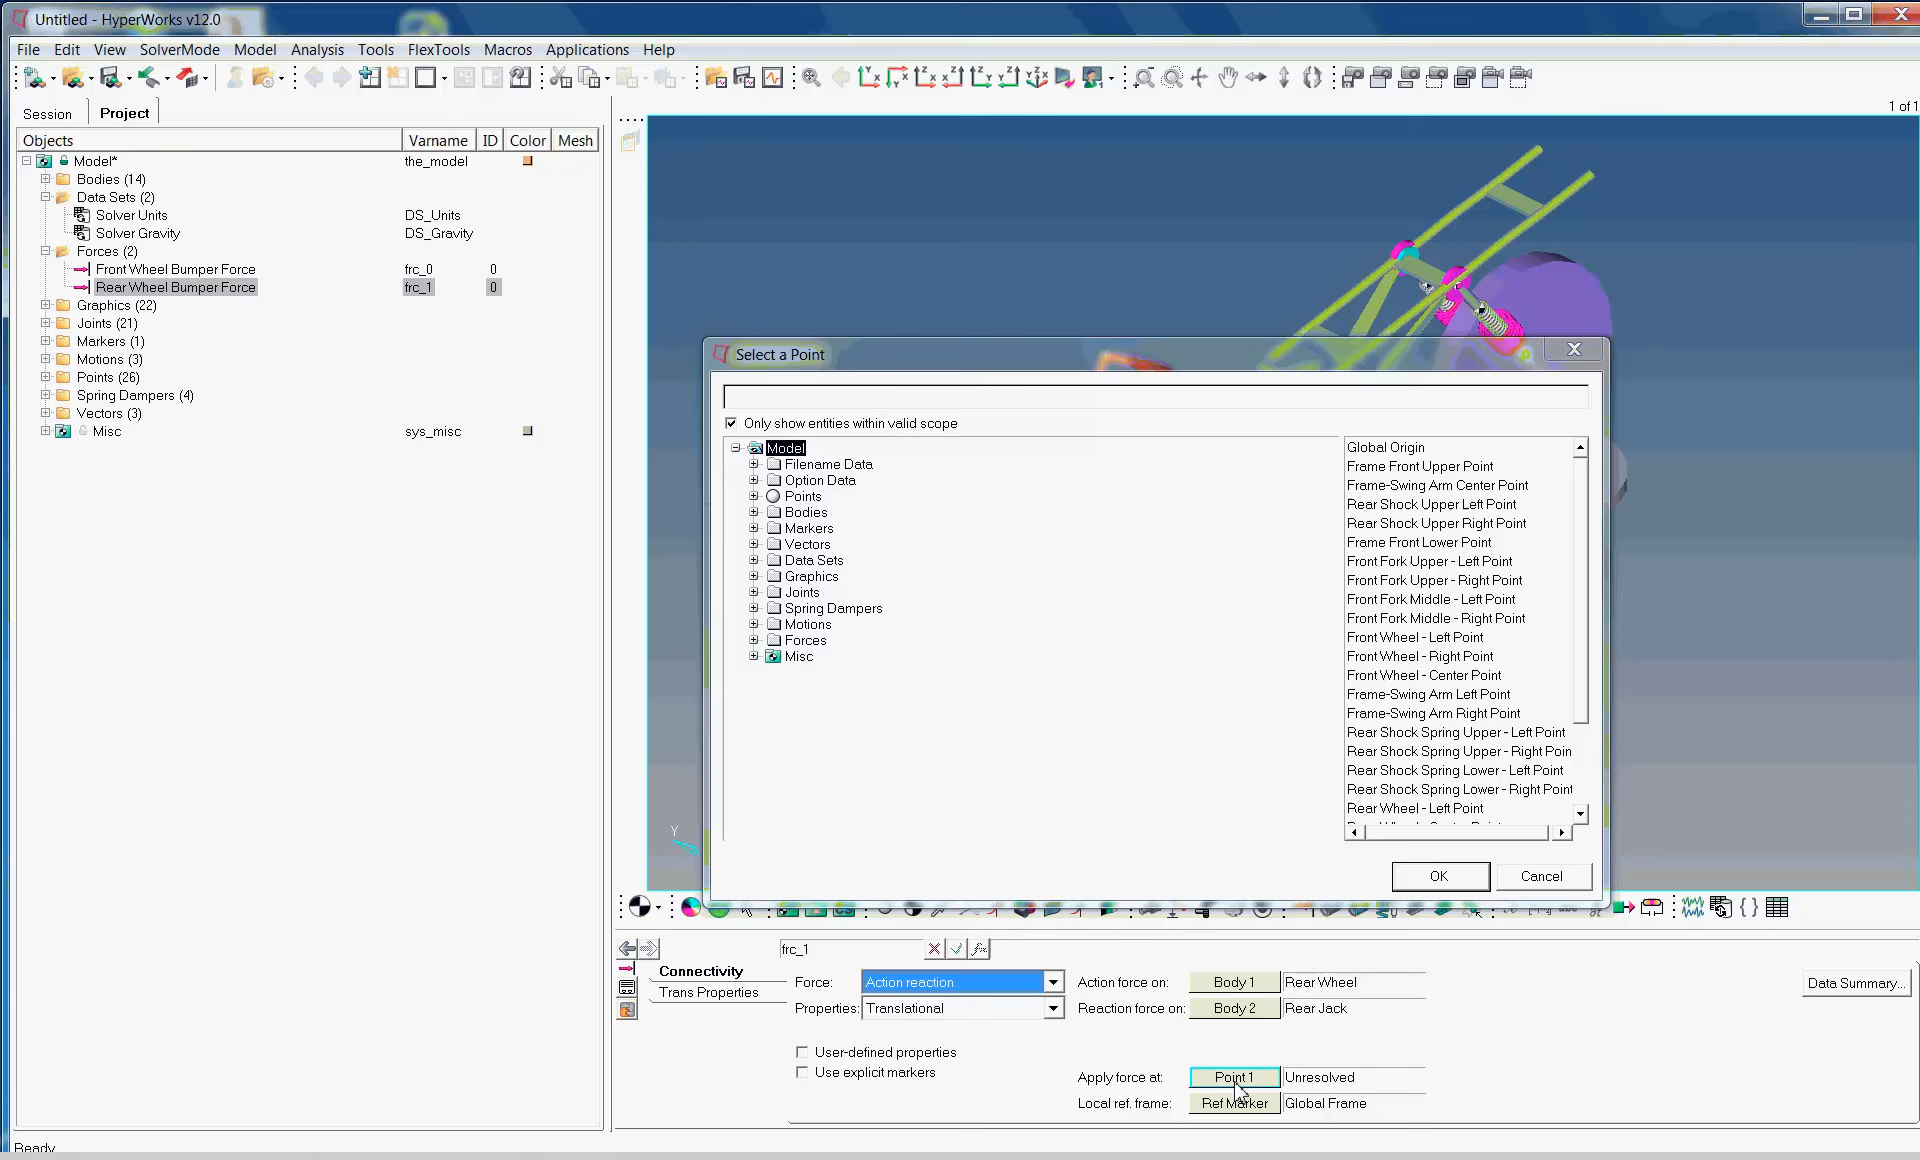 Untitled - HyperWorks v12.0
File Edit View SolverMode Model Analysis Tools FlexTools Macros Applications Help
Session Project
1 of 1
Objects Varname ID Color Mesh
Model* the_model
Bodies (14)
Data Sets (2)
Solver Units DS_Units
Solver Gravity DS_Gravity
Forces (2)
Front Wheel Bumper Force frc_0 0
Rear Wheel Bumper Force frc_1 0
Graphics (22)
Joints (21)
Markers (1)
Motions (3)
Points (26)
Spring Dampers (4)
Vectors (3)
Misc sys_misc
Select a Point
Only show entities within valid scope
Model
Filename Data
Option Data
Points
Bodies
Markers
Vectors
Data Sets
Graphics
Joints
Spring Dampers
Motions
Forces
Misc
Global Origin
Frame Front Upper Point
Frame-Swing Arm Center Point
Rear Shock Upper Left Point
Rear Shock Upper Right Point
Frame Front Lower Point
Front Fork Upper - Left Point
Front Fork Upper - Right Point
Front Fork Middle - Left Point
Front Fork Middle - Right Point
Front Wheel - Left Point
Front Wheel - Right Point
Front Wheel - Center Point
Frame-Swing Arm Left Point
Frame-Swing Arm Right Point
Rear Shock Spring Upper - Left Point
Rear Shock Spring Upper - Right Poin
Rear Shock Spring Lower - Left Point
Rear Shock Spring Lower - Right Point
Rear Wheel - Left Point
OK Cancel
Y
frc_1
Connectivity
Trans Properties
Force: Action reaction
Properties: Translational
User-defined properties
Use explicit markers
Action force on: Body 1 Rear Wheel
Reaction force on: Body 2 Rear Jack
Apply force at: Point 1 Unresolved
Local ref. frame: Ref Marker Global Frame
Data Summary...
Ready